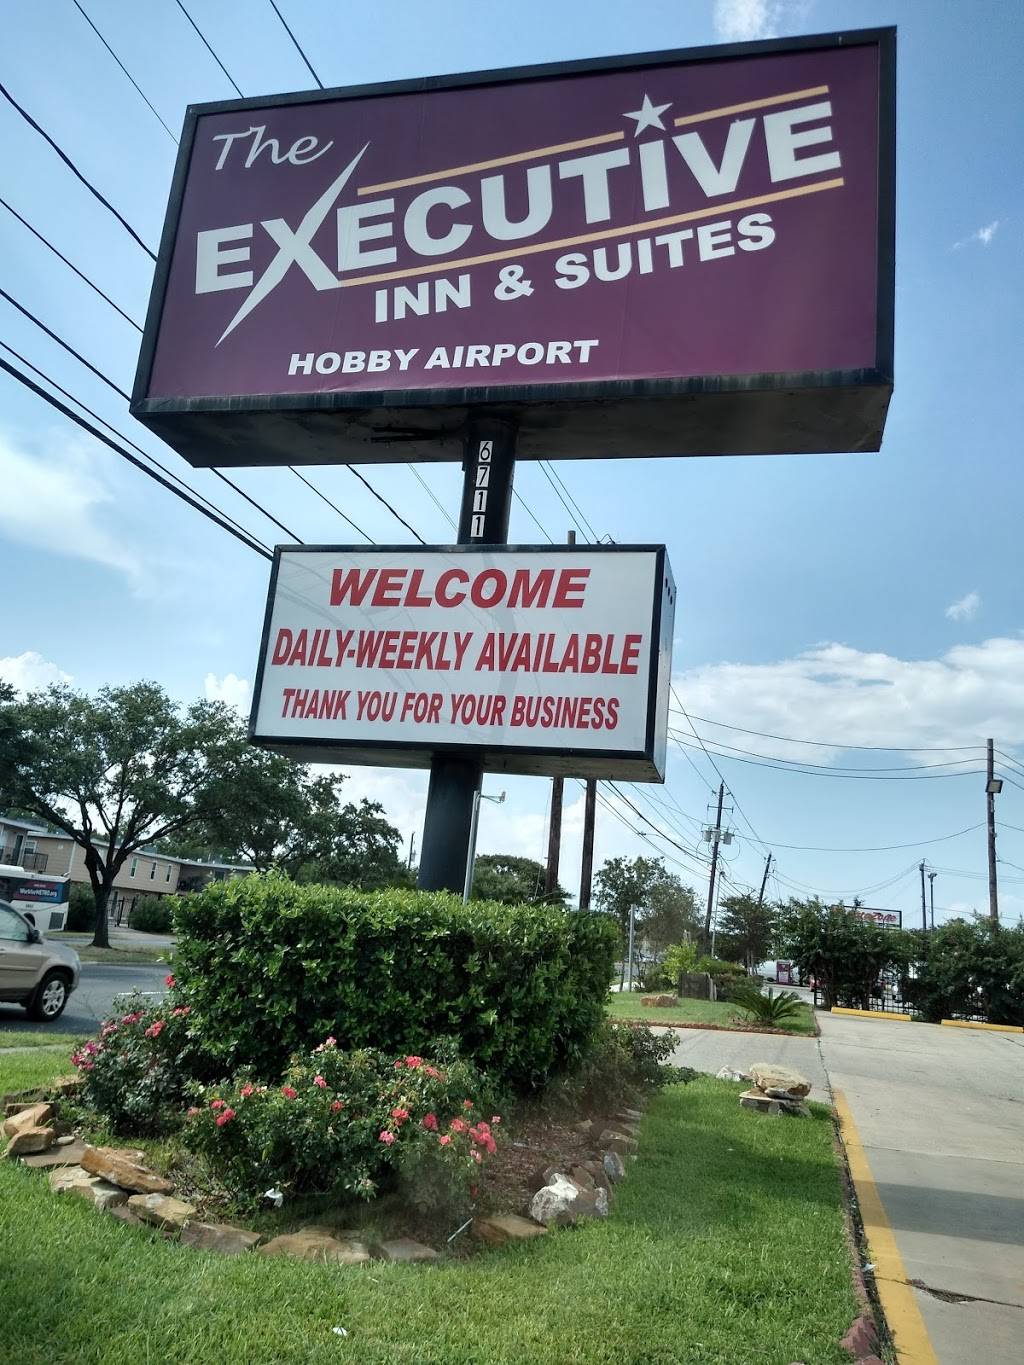 The
EXECUTIVE
INN & SUITES
HOBBY AIRPORT
6711
WELCOME
DAILY-WEEKLY AVAILABLE
THANK YOU FOR YOUR BUSINESS